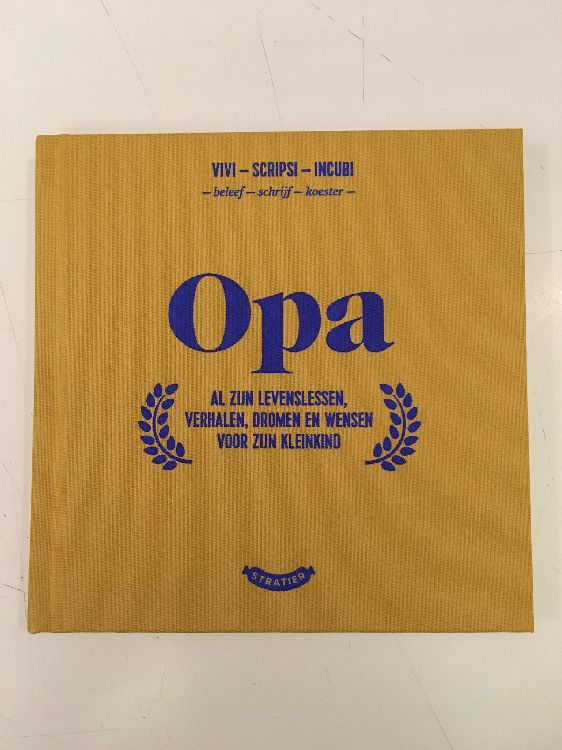 VIVI – SCRIPSI – INCUBI
– beleef – schrijf – koester –
Opa
AL ZIJN LEVENSLESSEN,
VERHALEN, DROMEN EN WENSEN
VOOR ZIJN KLEINKIND
STRATIER